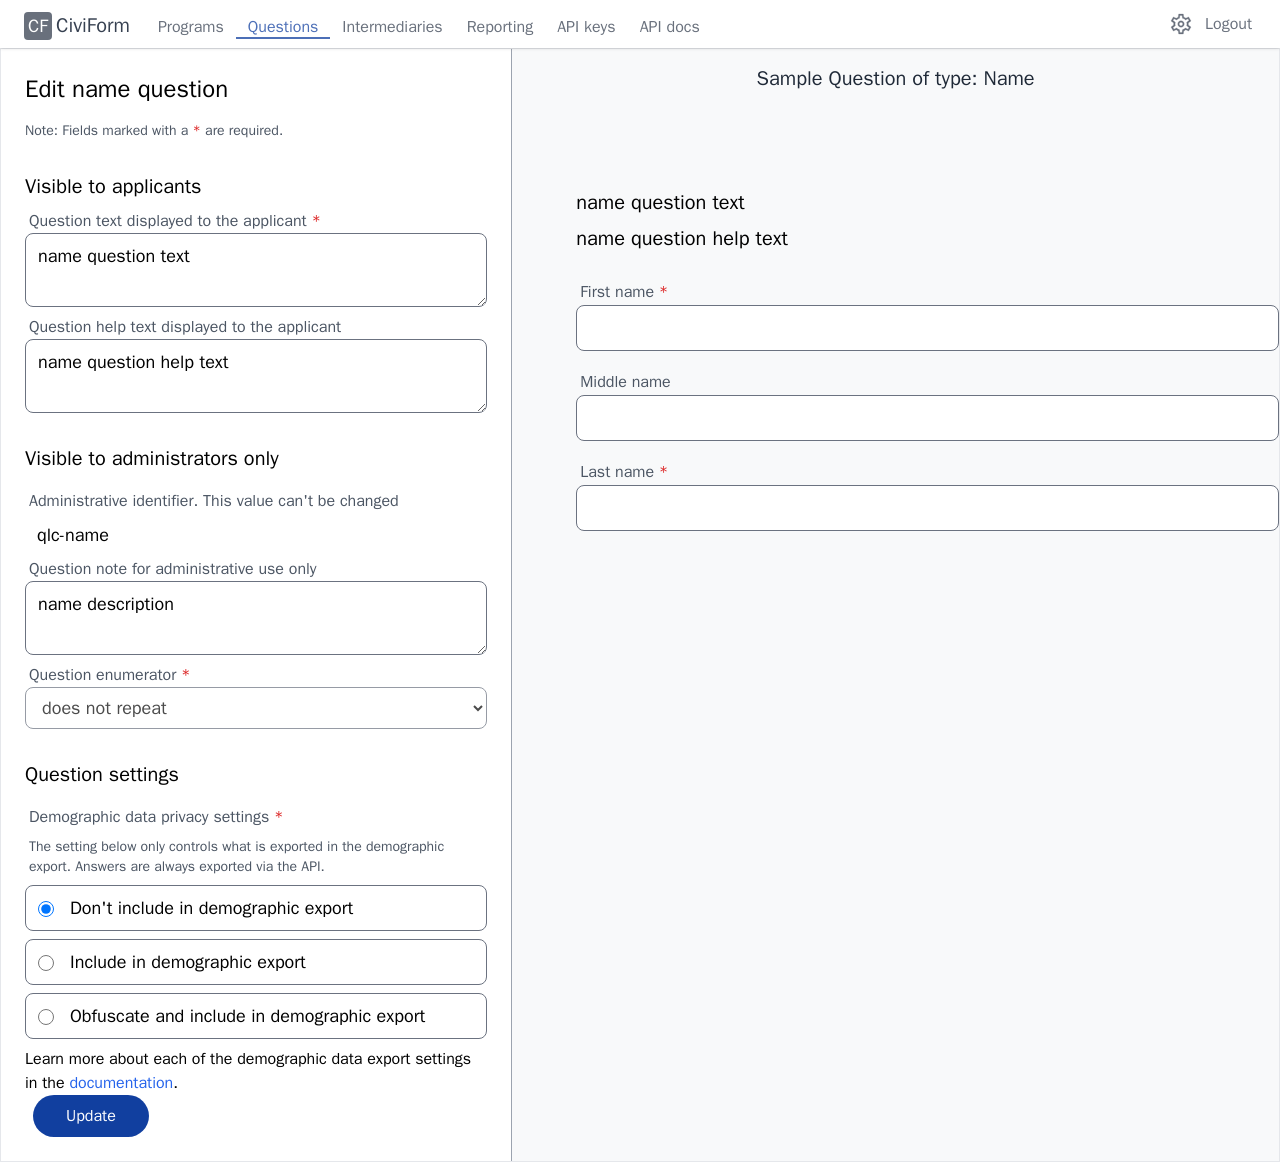 CF CiviForm Programs Questions Intermediaries Reporting API keys API docs Logout
Edit name question
Note: Fields marked with a * are required.
Visible to applicants
Question text displayed to the applicant *
name question text
Question help text displayed to the applicant
name question help text
Visible to administrators only
Administrative identifier. This value can't be changed
qlc-name
Question note for administrative use only
name description
Question enumerator *
does not repeat
Question settings
Demographic data privacy settings *
The setting below only controls what is exported in the demographic
export. Answers are always exported via the API.
Don't include in demographic export
Include in demographic export
Obfuscate and include in demographic export
Learn more about each of the demographic data export settings
in the documentation.
Update
Sample Question of type: Name
name question text
name question help text
First name *
Middle name
Last name *